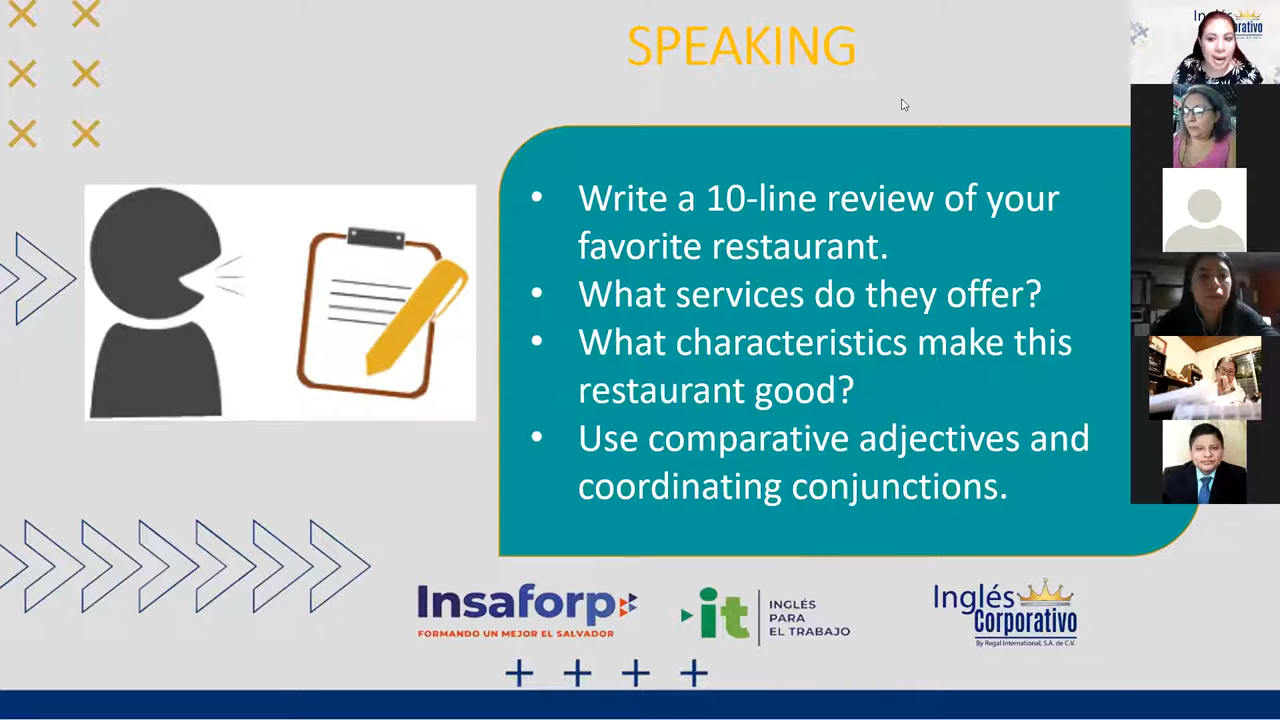 SPEAKING
• Write a 10-line review of your
favorite restaurant.
• What services do they offer?
• What characteristics make this
restaurant good?
• Use comparative adjectives and
coordinating conjunctions.
Insaforp
FORMANDO UN MEJOR EL SALVADOR
it
INGLÉS
PARA
EL TRABAJO
Inglés
Corporativo
By Regal International, S.A. de C.V.